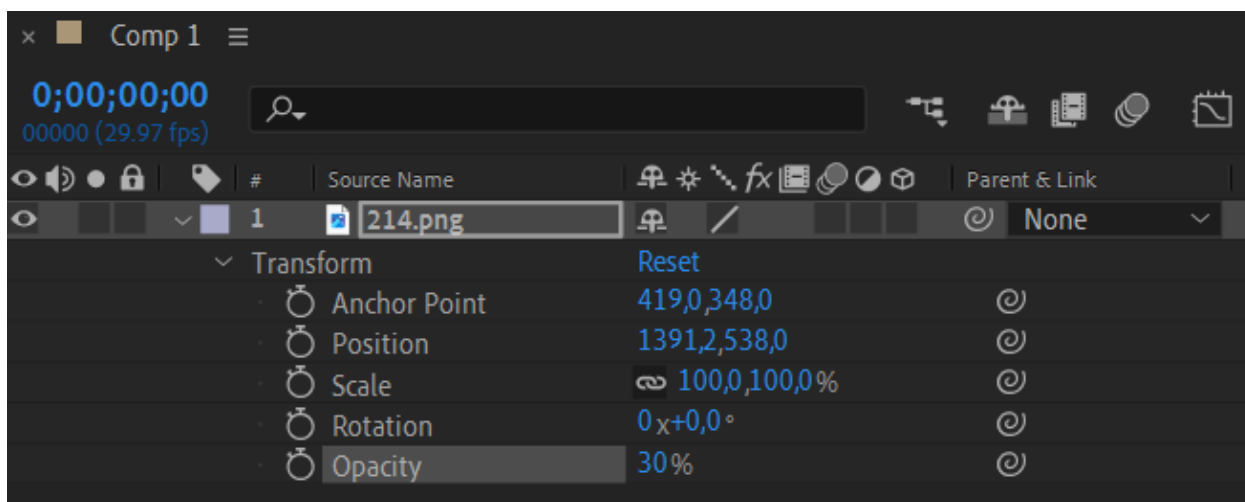 × Comp 1 ≡
0;00;00;00
00000 (29.97 fps)
# Source Name fx Parent & Link
1 214.png None
Transform Reset
Anchor Point 419,0,348,0
Position 1391,2,538,0
Scale 100,0,100,0%
Rotation 0x+0,0°
Opacity 30%